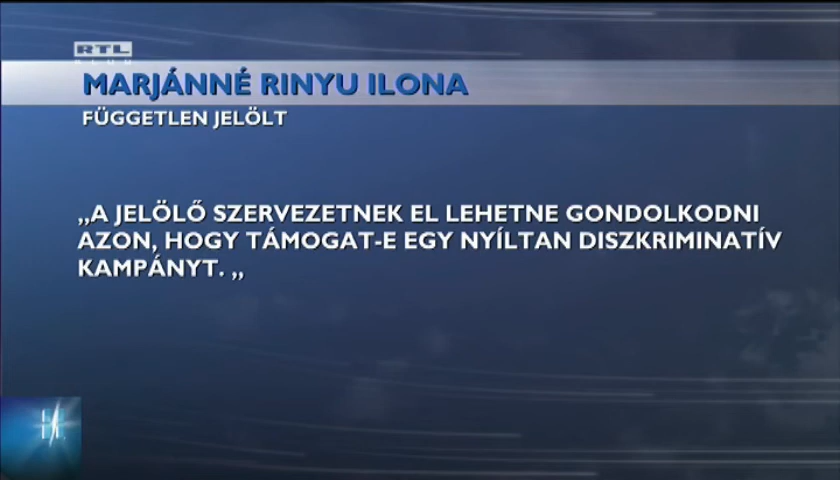 RTL
KLUB
MARJÁNNÉ RINYU ILONA
FÜGGETLEN JELÖLT
„A JELÖLŐ SZERVEZETNEK EL LEHETNE GONDOLKODNI
AZON, HOGY TÁMOGAT-E EGY NYÍLTAN DISZKRIMINATÍV
KAMPÁNYT. „